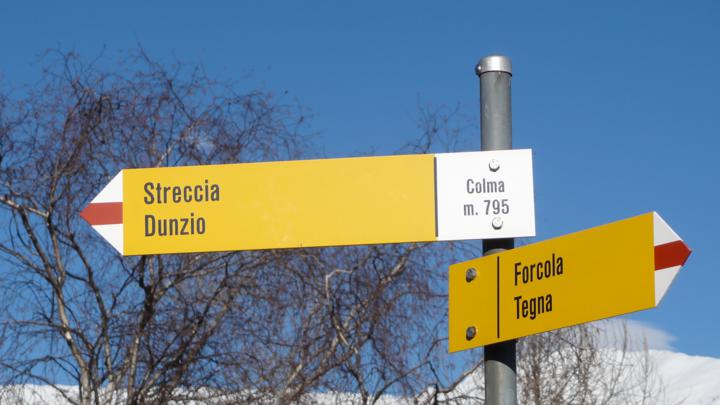 Streccia
Dunzio
Colma
m. 795
Forcola
Tegna